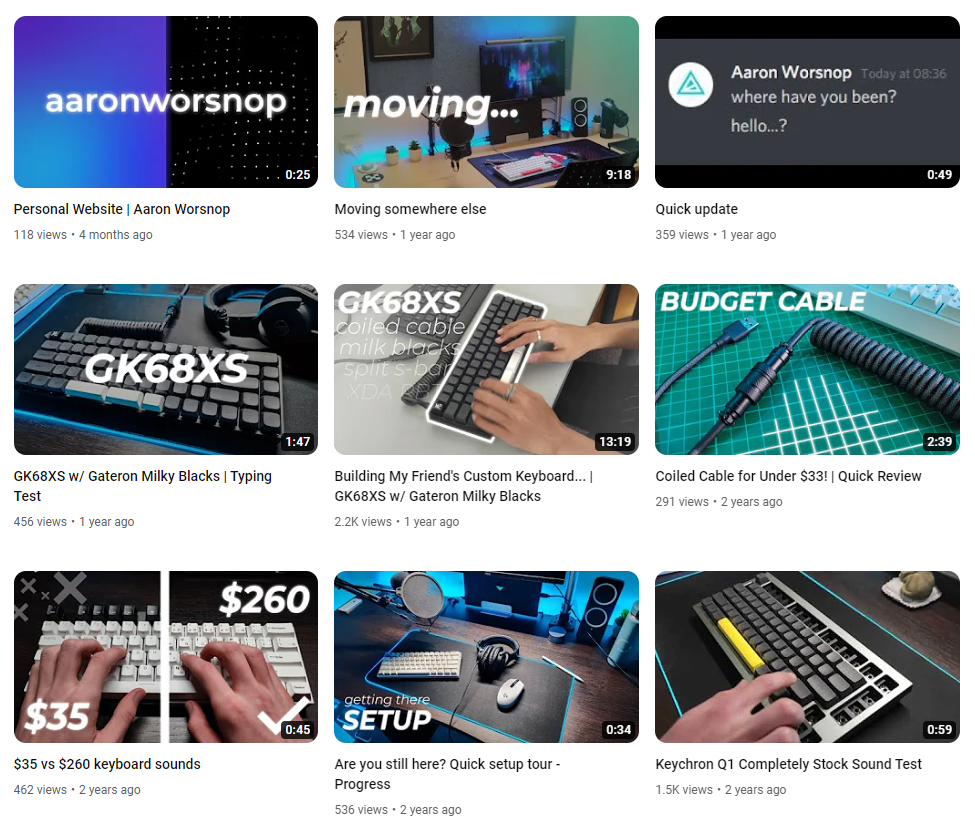 aaronworsnop
0:25
moving...
9:18
Aaron Worsnop Today at 08:36
where have you been?
hello...?
0:49
Personal Website | Aaron Worsnop
118 views • 4 months ago
Moving somewhere else
534 views • 1 year ago
Quick update
359 views • 1 year ago
GK68XS
1:47
GK68XS
coiled cable
milk blacks
split s-bar
XDA
13:19
BUDGET CABLE
2:39
GK68XS w/ Gateron Milky Blacks | Typing
Test
456 views • 1 year ago
Building My Friend's Custom Keyboard... |
GK68XS w/ Gateron Milky Blacks
2.2K views • 1 year ago
Coiled Cable for Under $33! | Quick Review
291 views • 2 years ago
$260
$35
0:45
getting there
SETUP
0:34
0:59
$35 vs $260 keyboard sounds
462 views • 2 years ago
Are you still here? Quick setup tour -
Progress
536 views • 2 years ago
Keychron Q1 Completely Stock Sound Test
1.5K views • 2 years ago